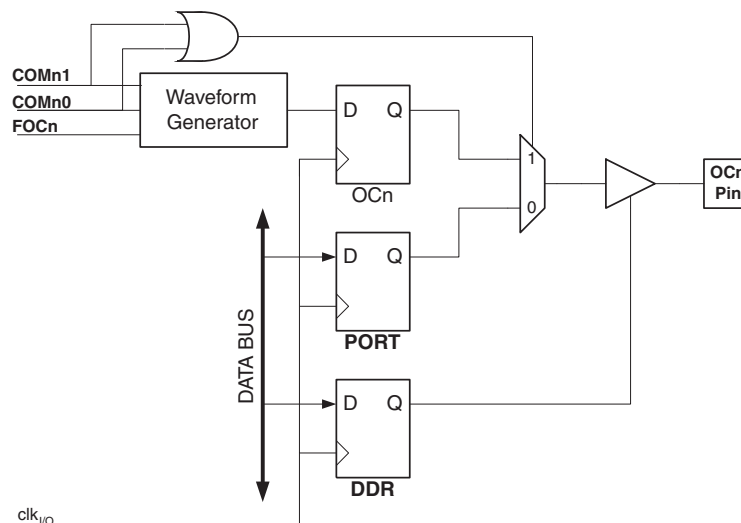 COMn1
COMn0
FOCn
Waveform
Generator
D Q
OCn
1
0
OCn
Pin
D Q
PORT
D Q
DDR
DATA BUS
clkI/O